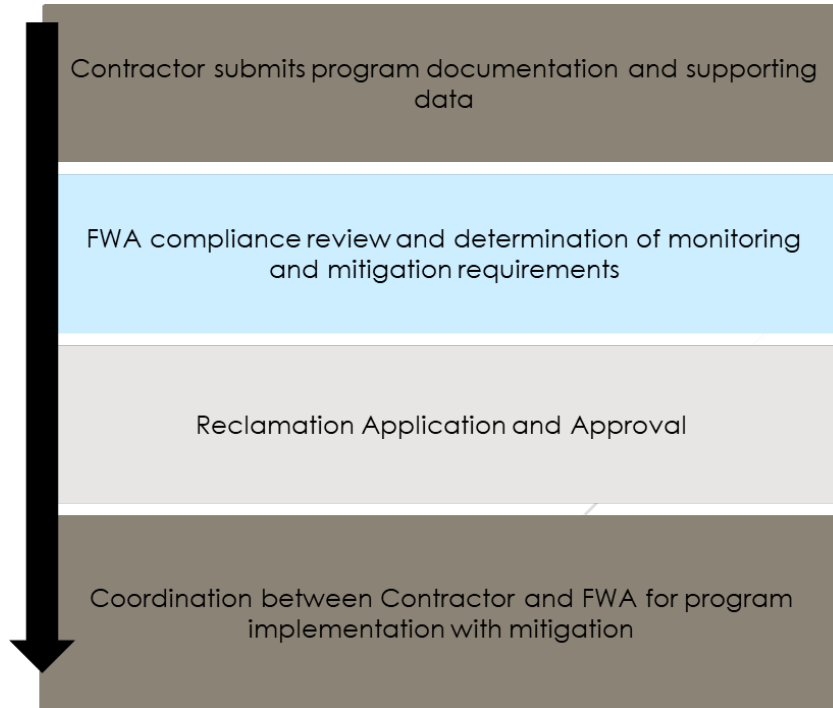 Contractor submits program documentation and supporting
data
FWA compliance review and determination of monitoring
and mitigation requirements
Reclamation Application and Approval
Coordination between Contractor and FWA for program
implementation with mitigation